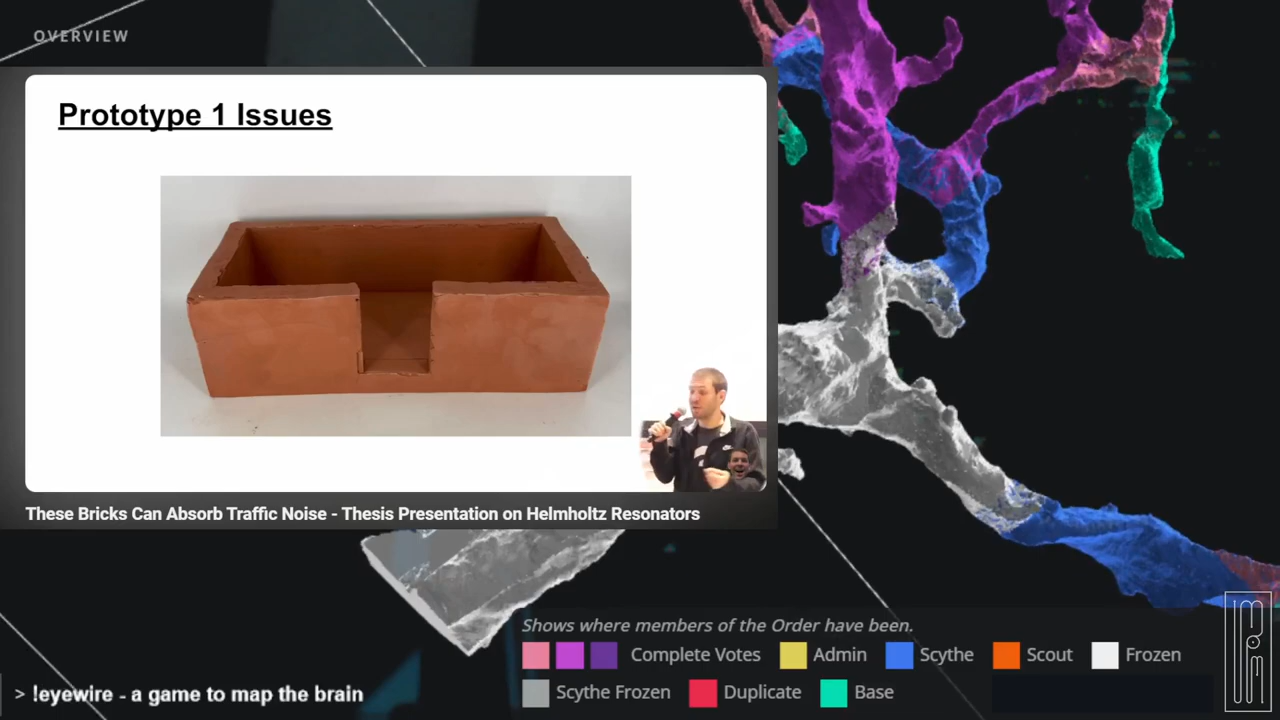 OVERVIEW
Prototype 1 Issues
These Bricks Can Absorb Traffic Noise - Thesis Presentation on Helmholtz Resonators
Shows where members of the Order have been.
Complete Votes Admin Scythe Scout Frozen
Scythe Frozen Duplicate Base
> !eyewire - a game to map the brain